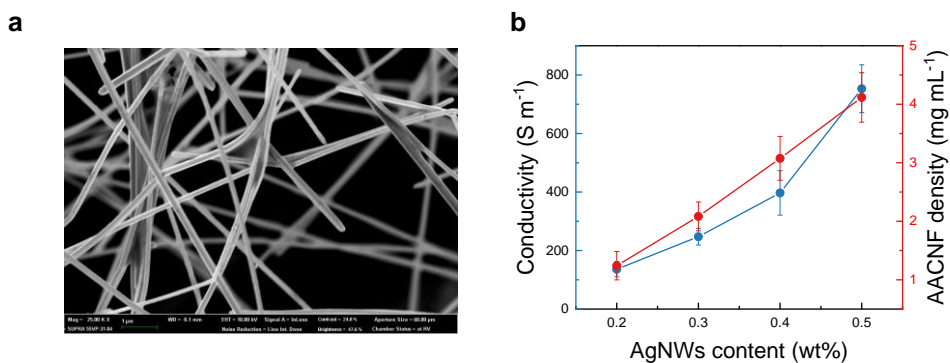 a
b
Mag = 25.00 K X
1 µm
WD = 8.1 mm
EHT = 10.00 kV
Signal A = InLens
Contrast = 24.0 %
Aperture Size = 60.00 µm
SUPRA 55VP-31-04
Noise Reduction = Line Int. Done
Brightness = 47.6 %
Chamber Status = at HV
Conductivity (S m⁻¹)
800
600
400
200
0
5
4
3
2
1
AACNF density (mg mL⁻¹)
0.2 0.3 0.4 0.5
AgNWs content (wt%)